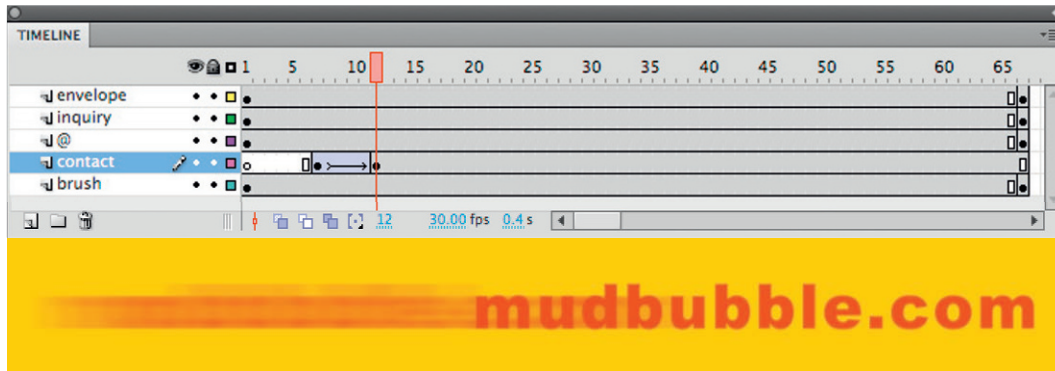 TIMELINE
1 5 10 15 20 25 30 35 40 45 50 55 60 65
envelope
inquiry
@
contact
brush
12 30.00 fps 0.4 s
mudbubble.com